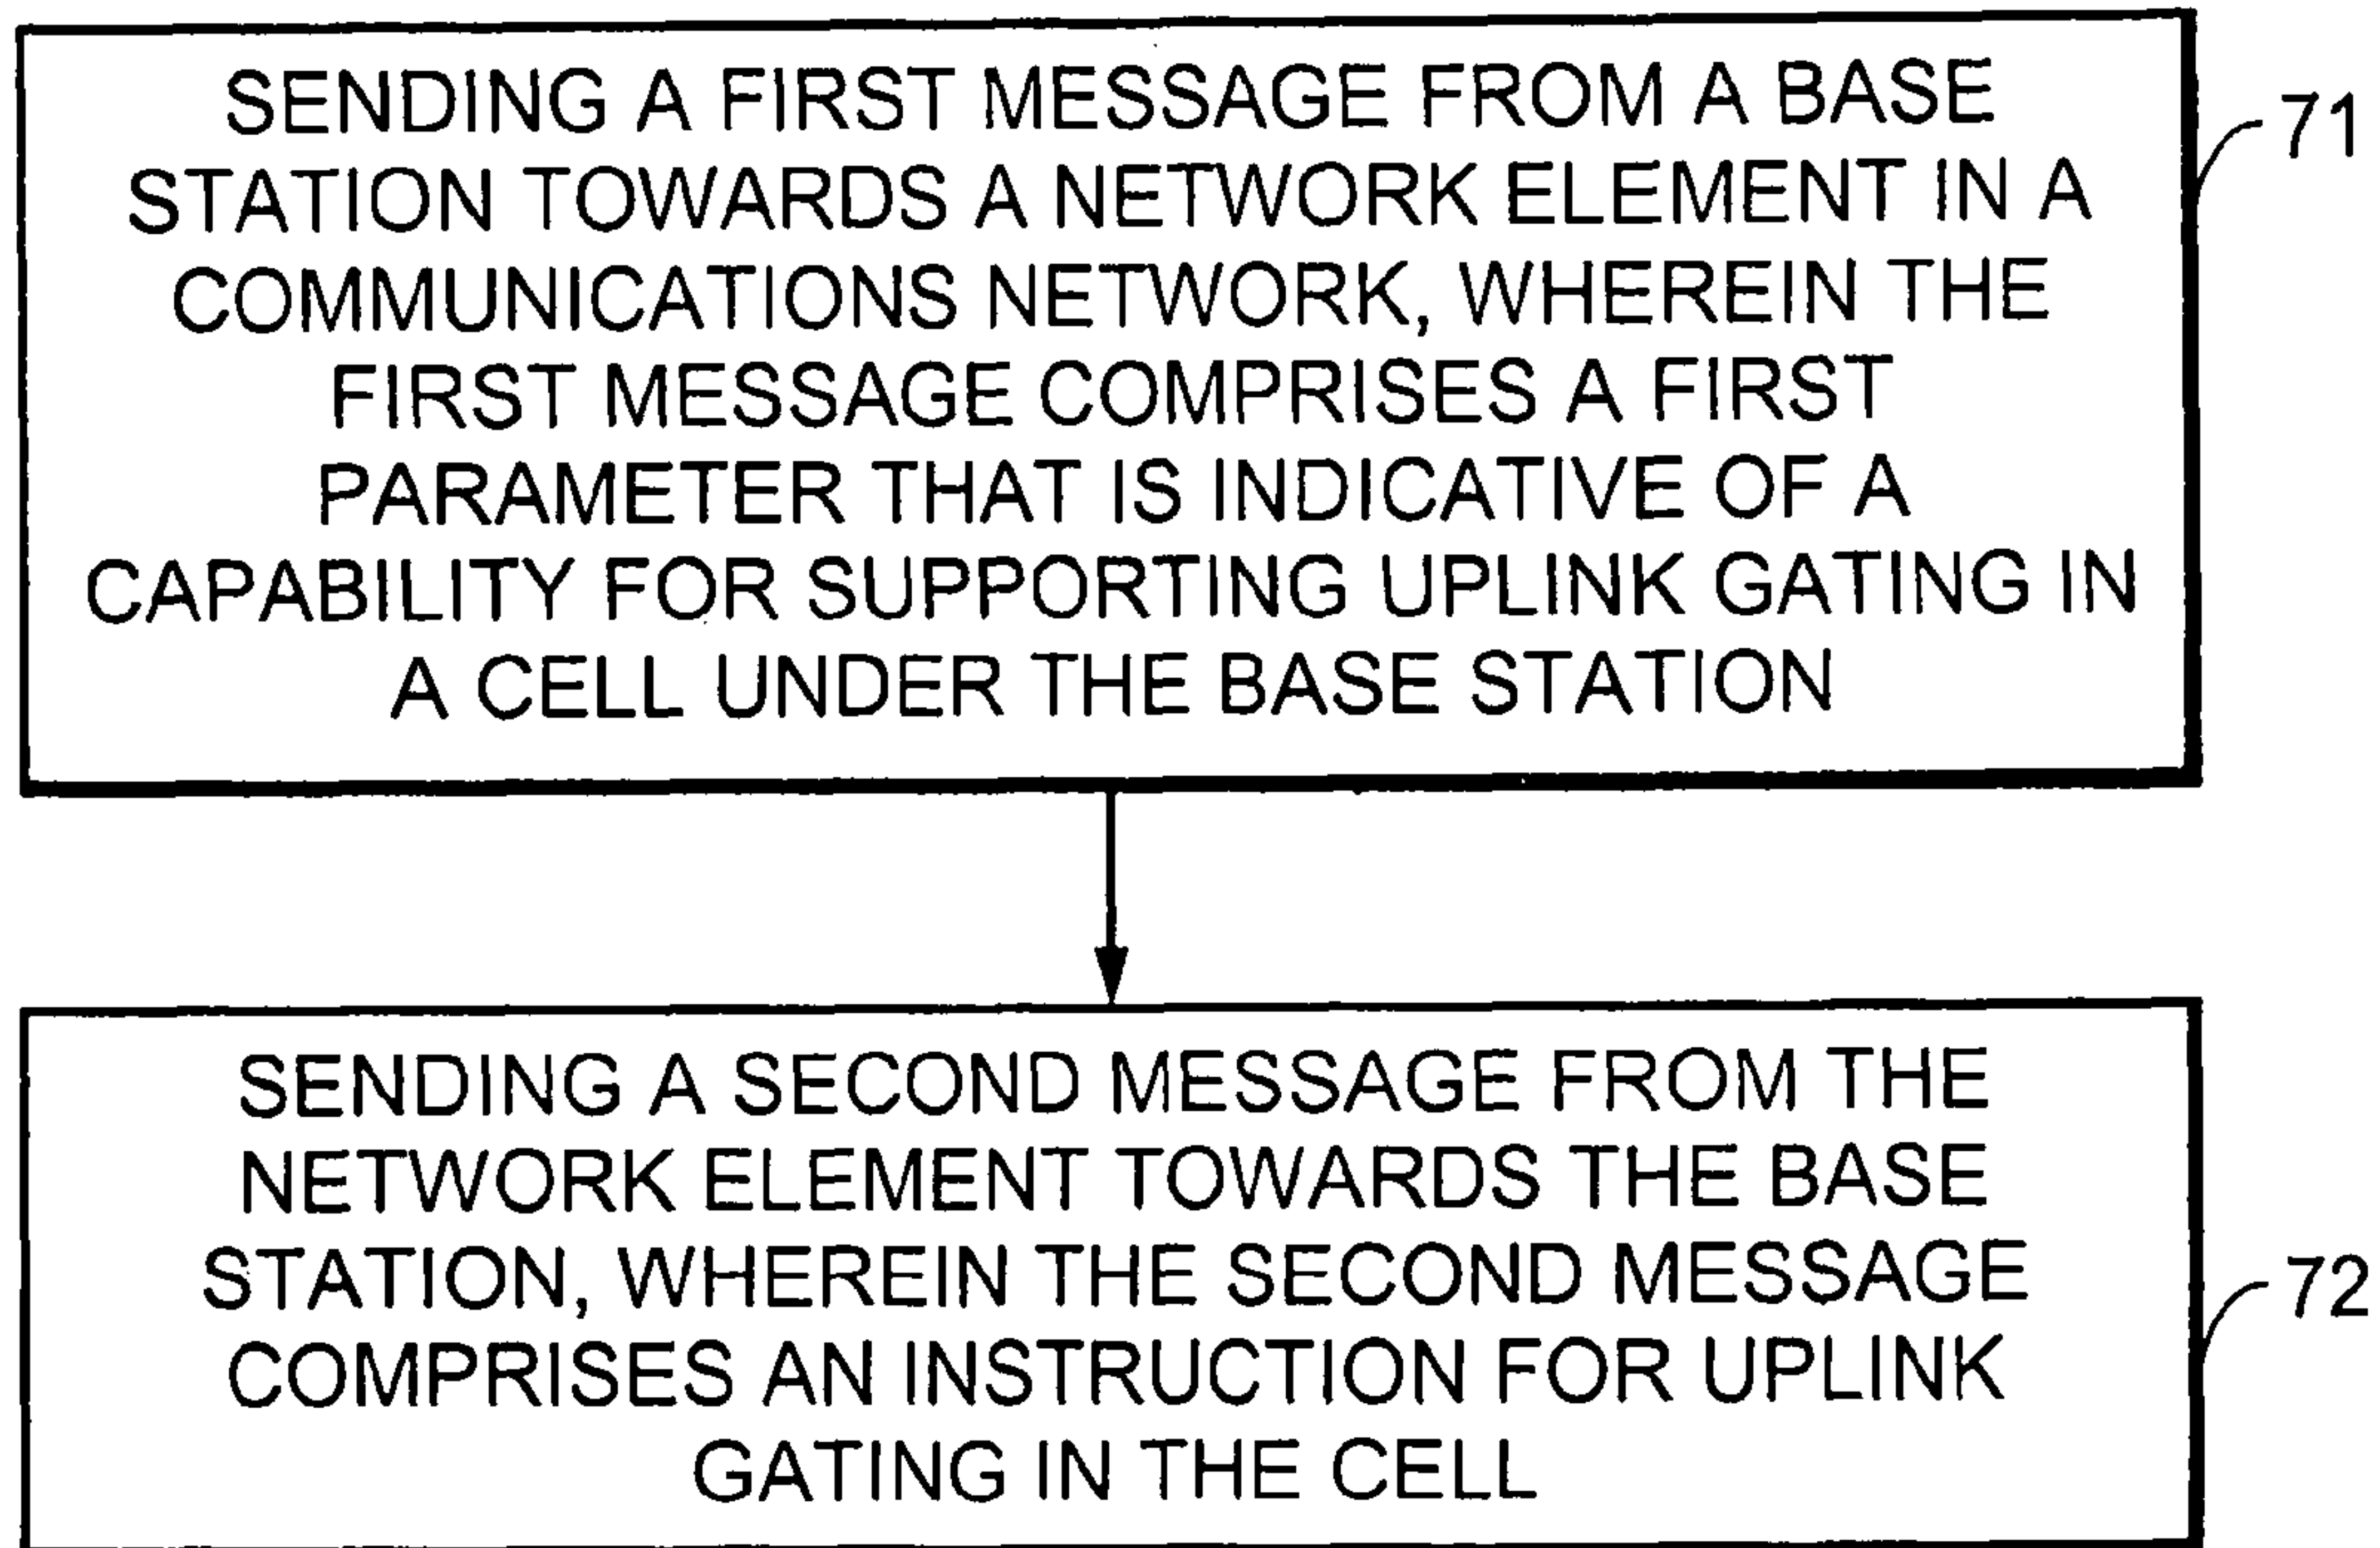 SENDING A FIRST MESSAGE FROM A BASE
STATION TOWARDS A NETWORK ELEMENT IN A
COMMUNICATIONS NETWORK, WHEREIN THE
FIRST MESSAGE COMPRISES A FIRST
PARAMETER THAT IS INDICATIVE OF A
CAPABILITY FOR SUPPORTING UPLINK GATING IN
A CELL UNDER THE BASE STATION
71
SENDING A SECOND MESSAGE FROM THE
NETWORK ELEMENT TOWARDS THE BASE
STATION, WHEREIN THE SECOND MESSAGE
COMPRISES AN INSTRUCTION FOR UPLINK
GATING IN THE CELL
72